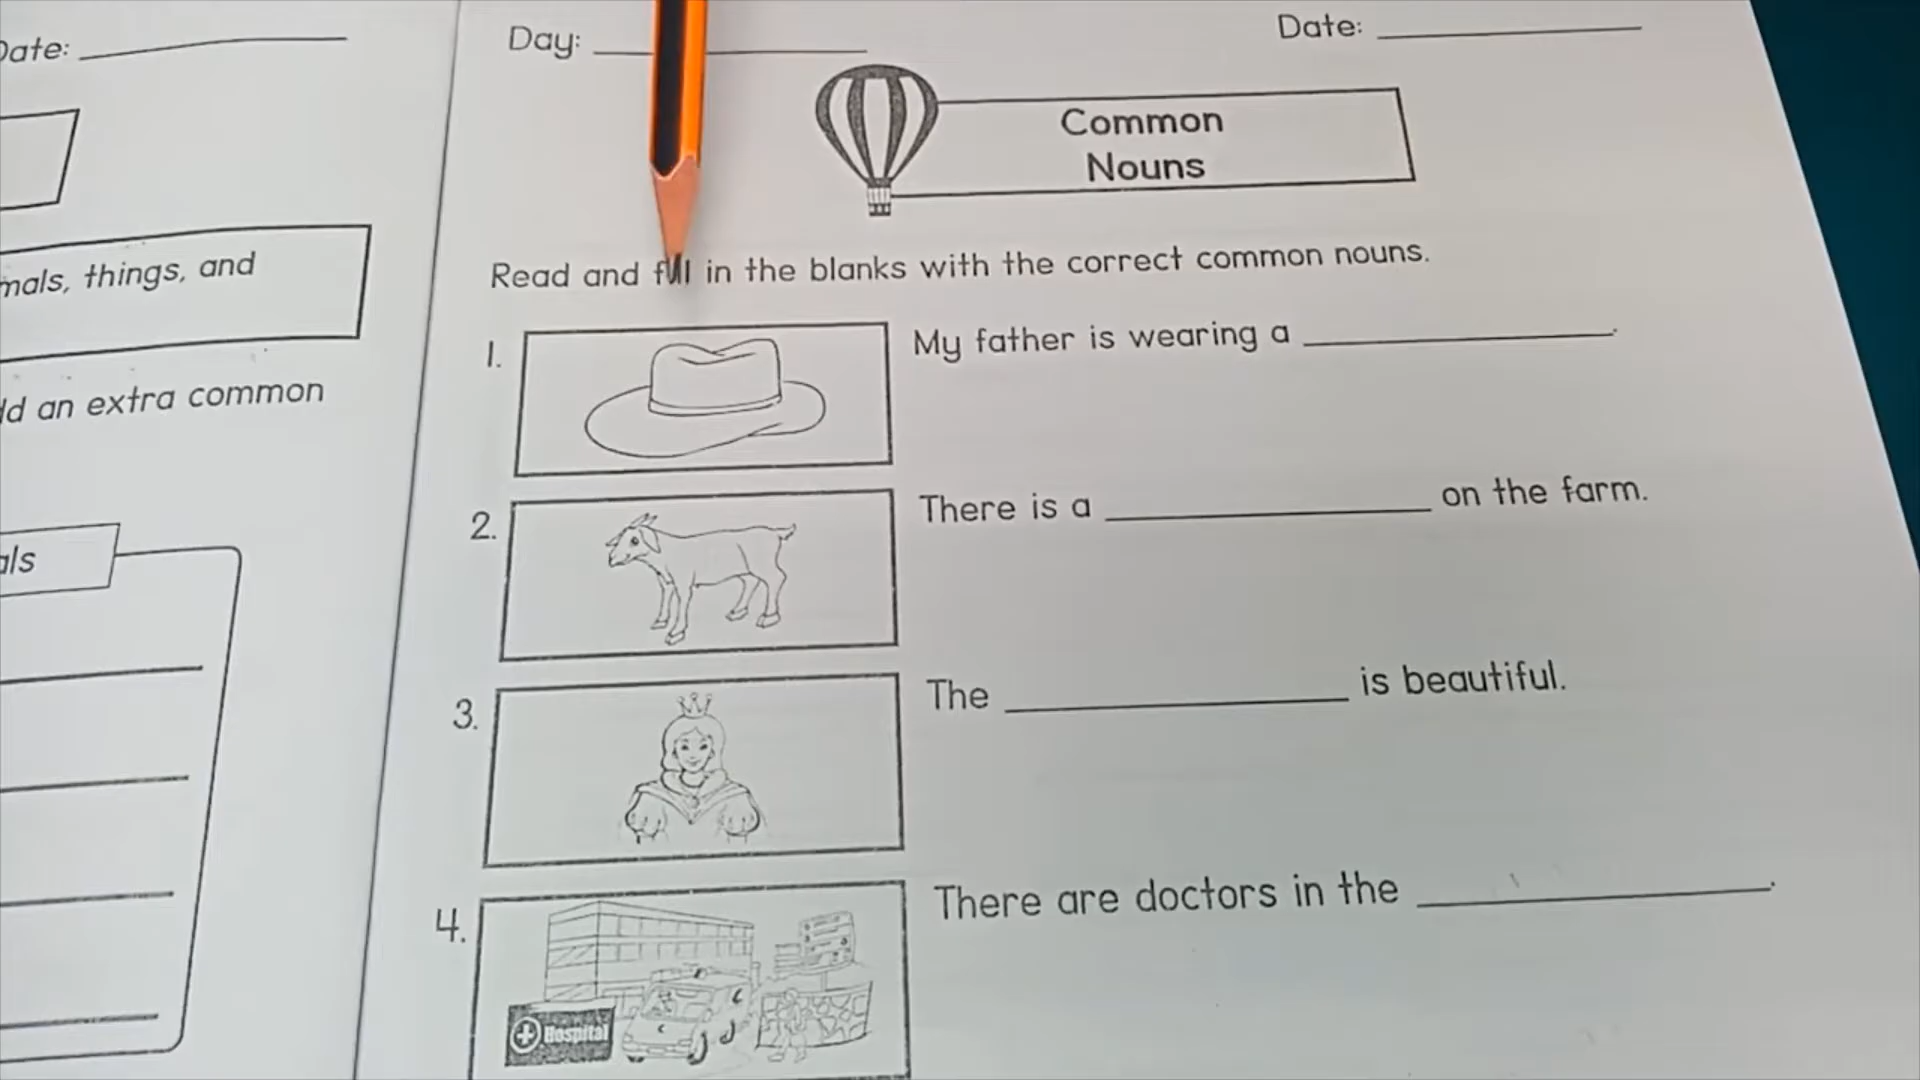 Date:
mals, things, and
dd an extra common
als
Day:
Date:
Common
Nouns
Read and fill in the blanks with the correct common nouns.
1.
My father is wearing a .
2.
There is a on the farm.
3.
The is beautiful.
4.
There are doctors in the .
Hospital